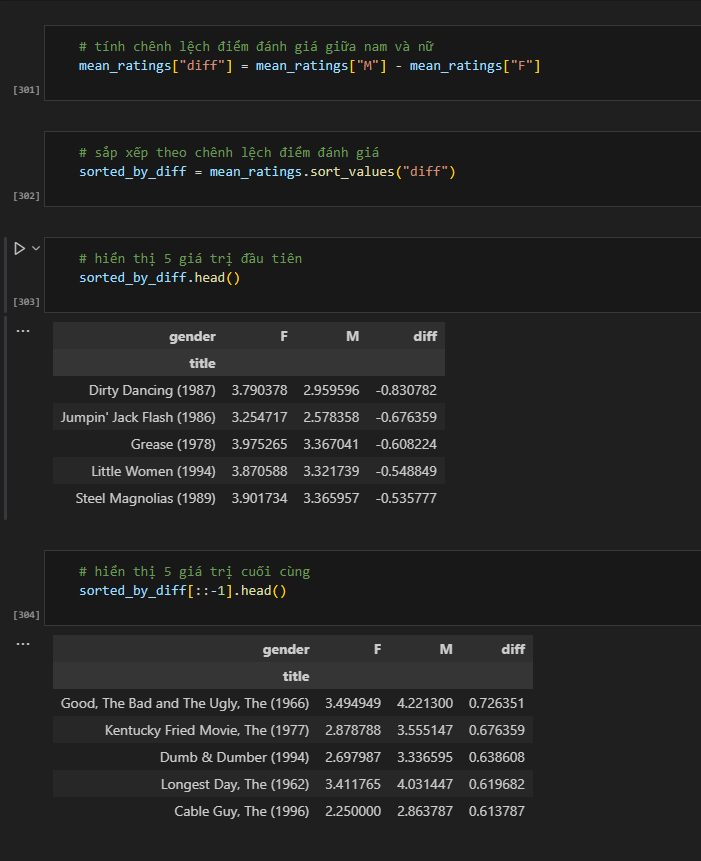 # tính chênh lệch điểm đánh giá giữa nam và nữ
mean_ratings["diff"] = mean_ratings["M"] - mean_ratings["F"]
[301]
# sắp xếp theo chênh lệch điểm đánh giá
sorted_by_diff = mean_ratings.sort_values("diff")
[302]
# hiển thị 5 giá trị đầu tiên
sorted_by_diff.head()
[303]
...
gender F M diff
title
Dirty Dancing (1987) 3.790378 2.959596 -0.830782
Jumpin' Jack Flash (1986) 3.254717 2.578358 -0.676359
Grease (1978) 3.975265 3.367041 -0.608224
Little Women (1994) 3.870588 3.321739 -0.548849
Steel Magnolias (1989) 3.901734 3.365957 -0.535777
# hiển thị 5 giá trị cuối cùng
sorted_by_diff[::-1].head()
[304]
...
gender F M diff
title
Good, The Bad and The Ugly, The (1966) 3.494949 4.221300 0.726351
Kentucky Fried Movie, The (1977) 2.878788 3.555147 0.676359
Dumb & Dumber (1994) 2.697987 3.336595 0.638608
Longest Day, The (1962) 3.411765 4.031447 0.619682
Cable Guy, The (1996) 2.250000 2.863787 0.613787